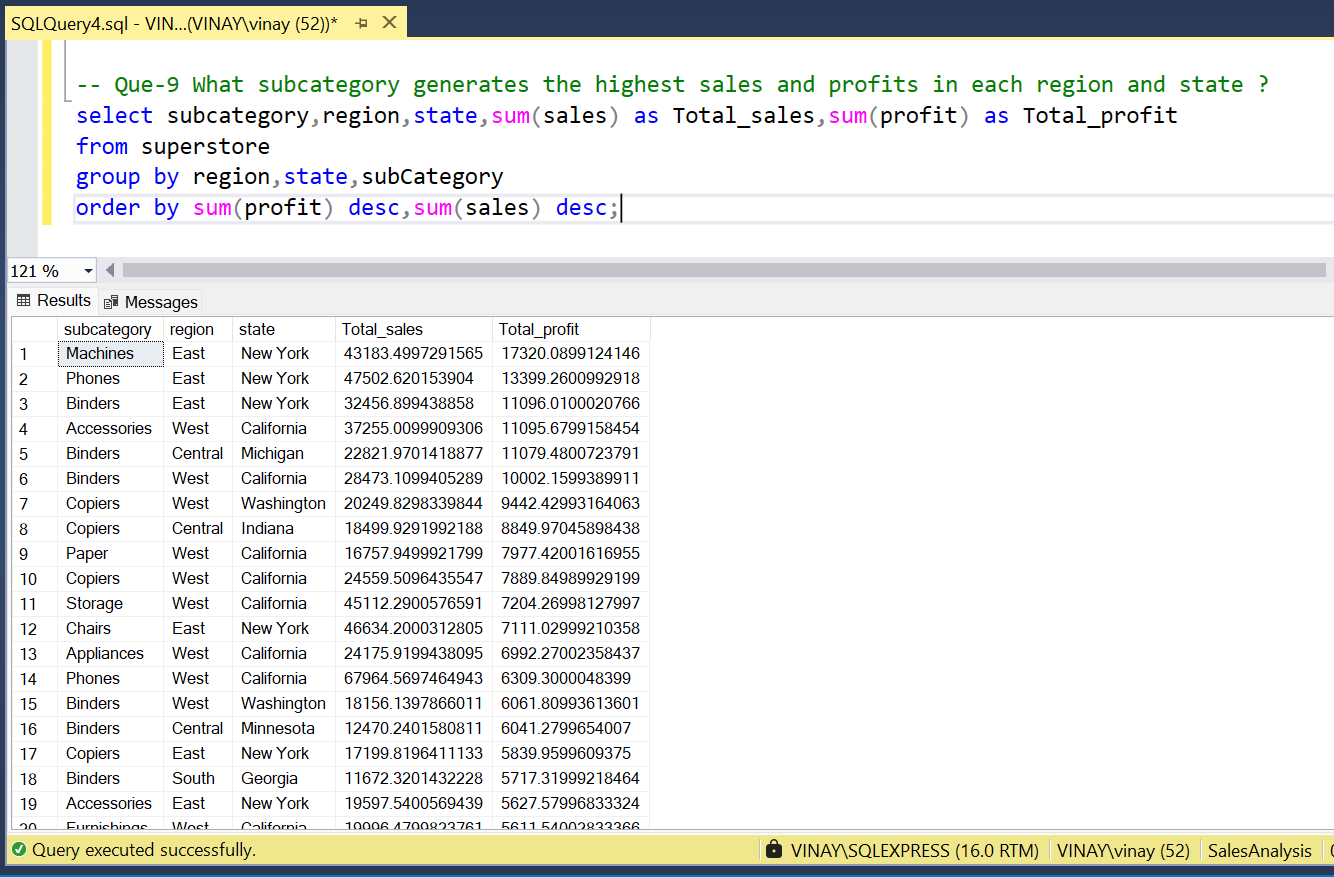 SQLQuery4.sql - VIN...(VINAY\vinay (52))*
-- Que-9 What subcategory generates the highest sales and profits in each region and state ?
select subcategory,region,state,sum(sales) as Total_sales,sum(profit) as Total_profit
from superstore
group by region,state,subCategory
order by sum(profit) desc,sum(sales) desc;
121 %
Results Messages
subcategory region state Total_sales Total_profit
1 Machines East New York 43183.4997291565 17320.0899124146
2 Phones East New York 47502.620153904 13399.2600992918
3 Binders East New York 32456.899438858 11096.0100020766
4 Accessories West California 37255.0099909306 11095.6799158454
5 Binders Central Michigan 22821.9701418877 11079.4800723791
6 Binders West California 28473.1099405289 10002.1599389911
7 Copiers West Washington 20249.8298339844 9442.42993164063
8 Copiers Central Indiana 18499.9291992188 8849.97045898438
9 Paper West California 16757.9499921799 7977.42001616955
10 Copiers West California 24559.5096435547 7889.84989929199
11 Storage West California 45112.2900576591 7204.26998127997
12 Chairs East New York 46634.2000312805 7111.02999210358
13 Appliances West California 24175.9199438095 6992.27002358437
14 Phones West California 67964.5697464943 6309.3000048399
15 Binders West Washington 18156.1397866011 6061.80993613601
16 Binders Central Minnesota 12470.2401580811 6041.2799654007
17 Copiers East New York 17199.8196411133 5839.9599609375
18 Binders South Georgia 11672.3201432228 5717.31999218464
19 Accessories East New York 19597.5400569439 5627.57996833324
20 Furnishings West California 19996.4799823761 5611.54002833366
Query executed successfully. VINAY\SQLEXPRESS (16.0 RTM) VINAY\vinay (52) SalesAnalysis